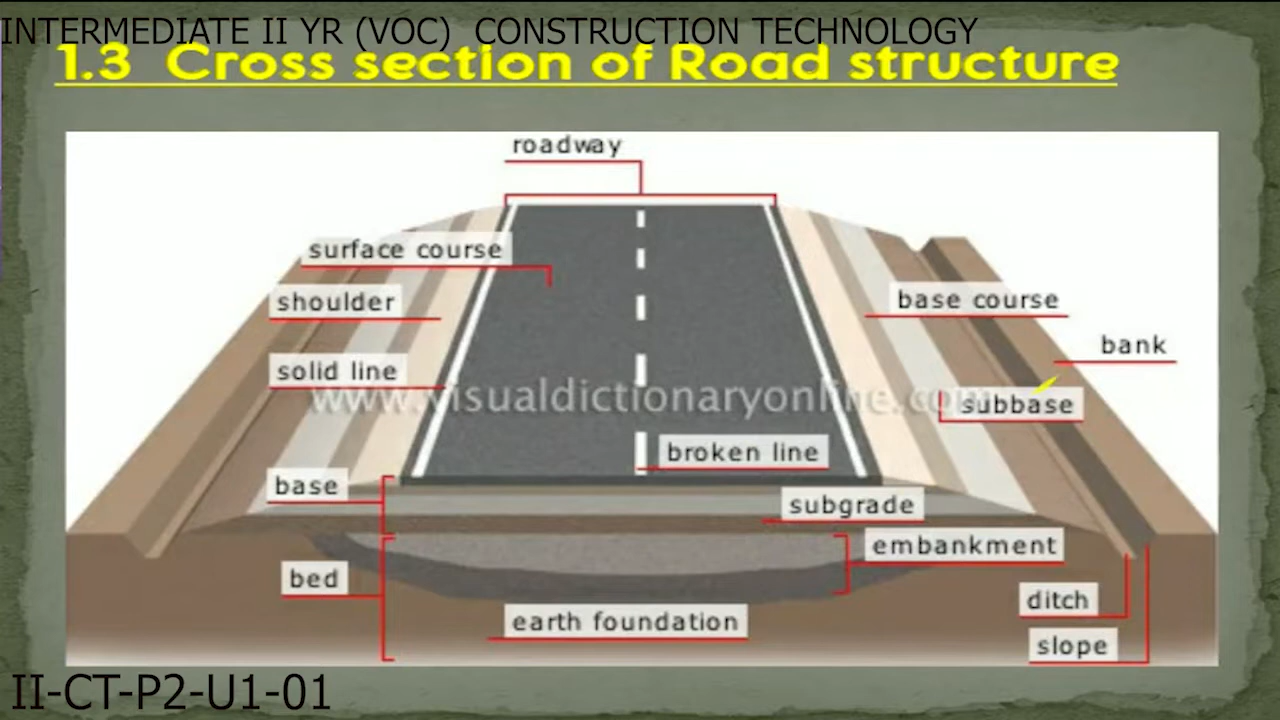 INTERMEDIATE II YR (VOC) CONSTRUCTION TECHNOLOGY
1.3 Cross section of Road structure
roadway
surface course
shoulder
solid line
base course
bank
www.visualdictionaryonline.com
subbase
broken line
base
subgrade
embankment
bed
ditch
earth foundation
slope
II-CT-P2-U1-01